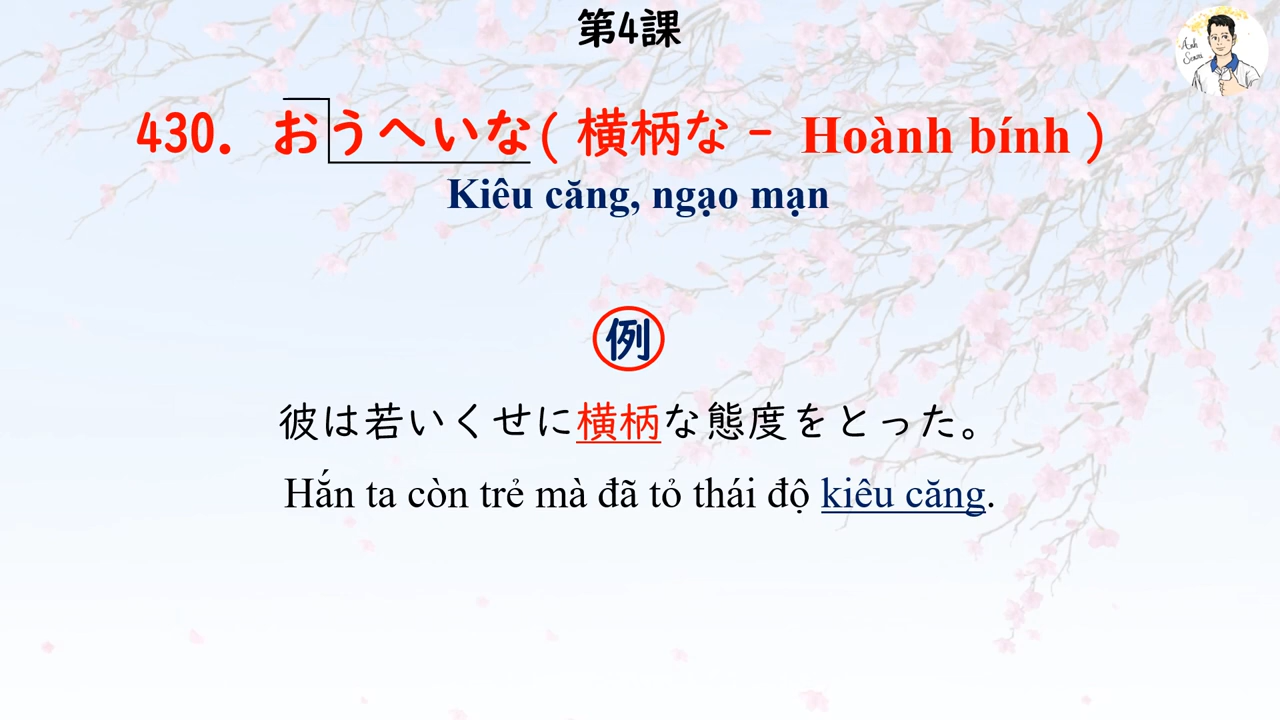 第4課
Anh Sensei
430. おうへいな ( 横柄な - Hoành bính )
Kiêu căng, ngạo mạn
例
彼は若いくせに横柄な態度をとった。
Hắn ta còn trẻ mà đã tỏ thái độ kiêu căng.